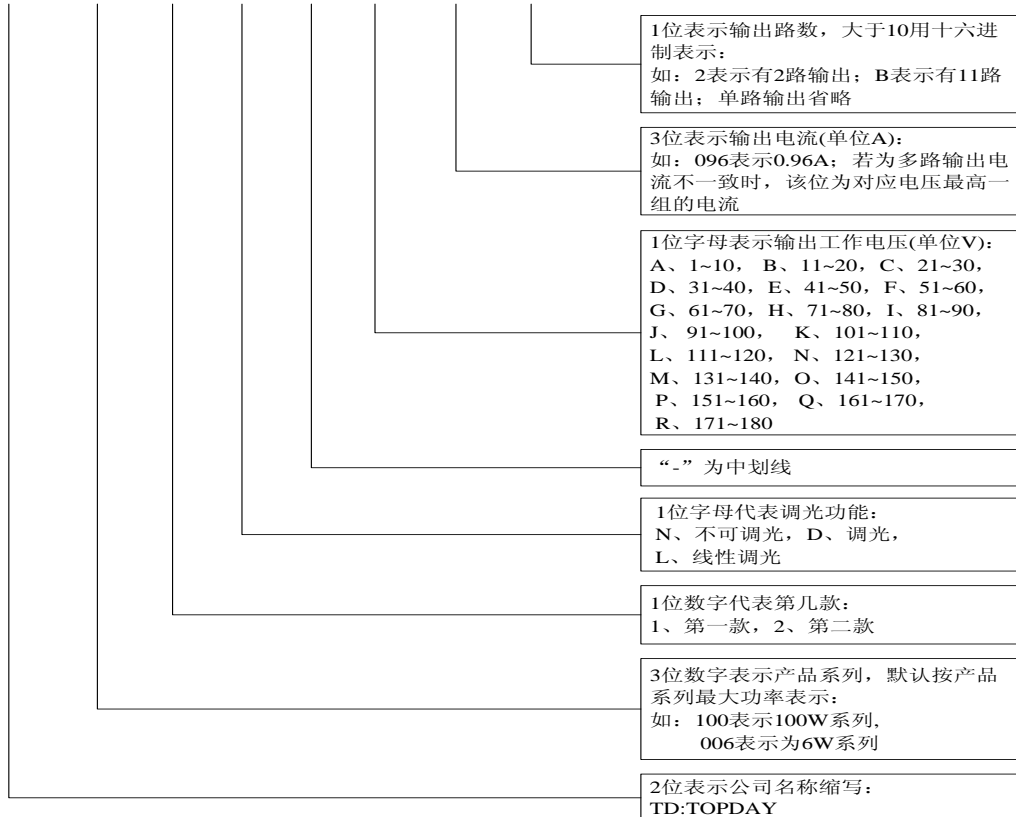 1位表示输出路数，大于10用十六进
制表示：
如：2表示有2路输出；B表示有11路
输出；单路输出省略
3位表示输出电流(单位A)：
如：096表示0.96A；若为多路输出电
流不一致时，该位为对应电压最高一
组的电流
1位字母表示输出工作电压(单位V)：
A、1~10， B、11~20，C、21~30，
D、31~40，E、41~50，F、51~60，
G、61~70，H、71~80，I、81~90，
J、 91~100， K、101~110，
L、111~120，N、121~130，
M、131~140，O、141~150，
P、151~160， Q、161~170，
R、171~180
“-”为中划线
1位字母代表调光功能：
N、不可调光，D、调光，
L、线性调光
1位数字代表第几款：
1、第一款，2、第二款
3位数字表示产品系列，默认按产品
系列最大功率表示：
如：100表示100W系列,
006表示为6W系列
2位表示公司名称缩写：
TD:TOPDAY